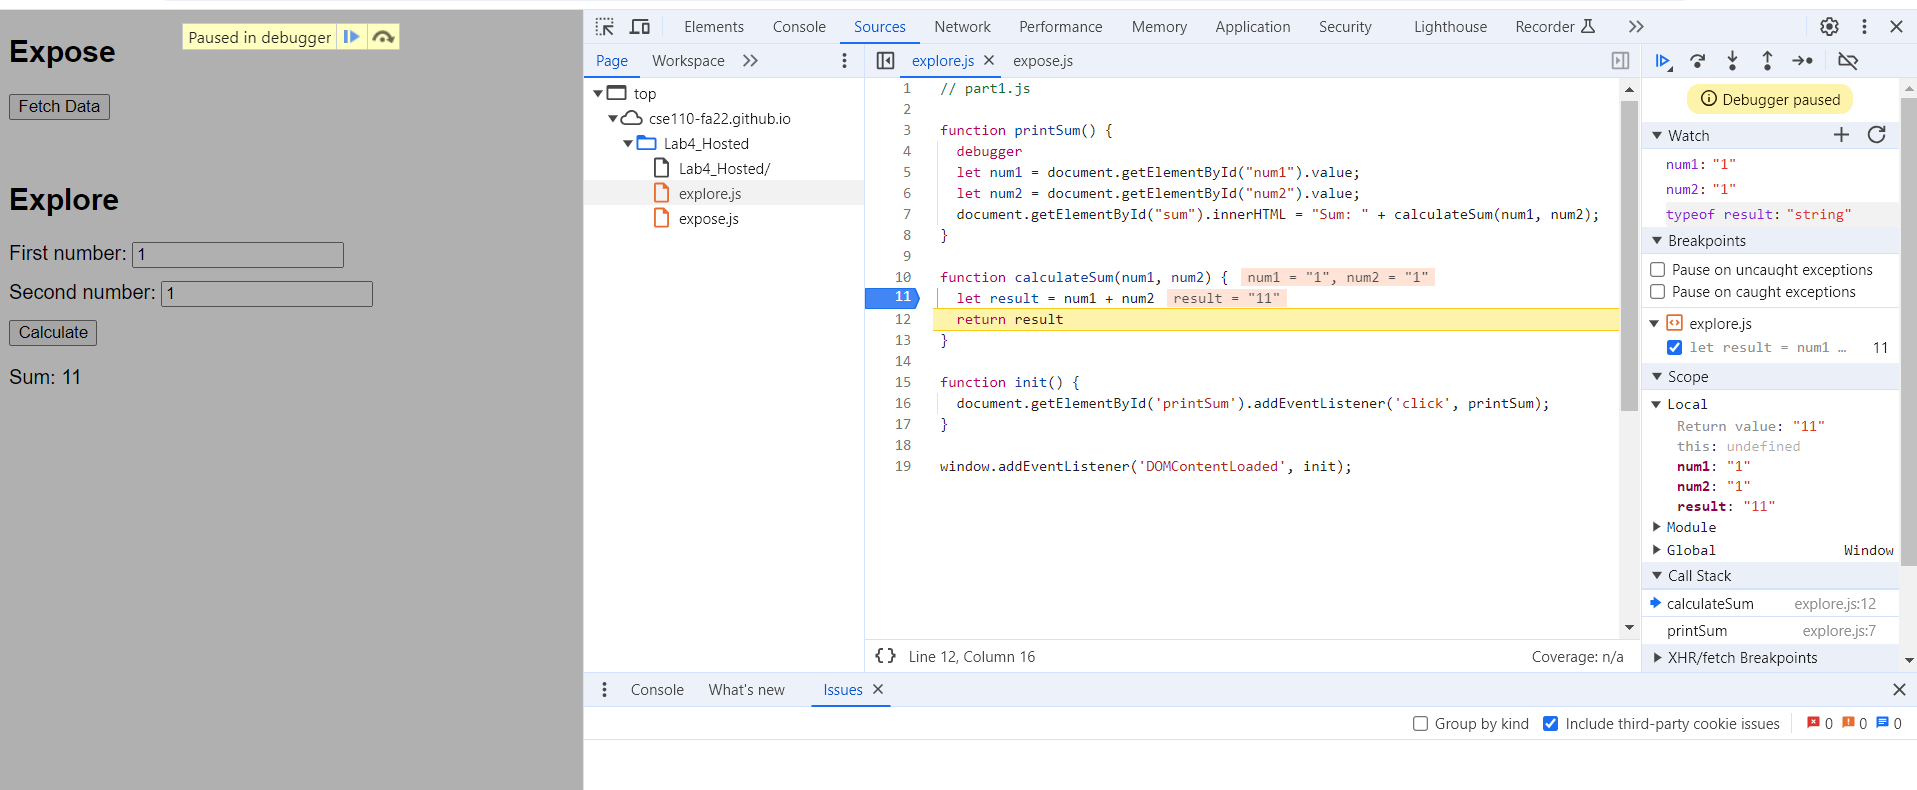 Expose
Paused in debugger
Fetch Data
Explore
First number: 1
Second number: 1
Calculate
Sum: 11
Elements Console Sources Network Performance Memory Application Security Lighthouse Recorder
Page Workspace
top
cse110-fa22.github.io
Lab4_Hosted
Lab4_Hosted/
explore.js
expose.js
explore.js expose.js
1 // part1.js
2
3 function printSum() {
4 debugger
5 let num1 = document.getElementById("num1").value;
6 let num2 = document.getElementById("num2").value;
7 document.getElementById("sum").innerHTML = "Sum: " + calculateSum(num1, num2);
8 }
9
10 function calculateSum(num1, num2) { num1 = "1", num2 = "1"
11 let result = num1 + num2 result = "11"
12 return result
13 }
14
15 function init() {
16 document.getElementById('printSum').addEventListener('click', printSum);
17 }
18
19 window.addEventListener('DOMContentLoaded', init);
{} Line 12, Column 16 Coverage: n/a
Debugger paused
Watch
num1: "1"
num2: "1"
typeof result: "string"
Breakpoints
Pause on uncaught exceptions
Pause on caught exceptions
explore.js
let result = num1 … 11
Scope
Local
Return value: "11"
this: undefined
num1: "1"
num2: "1"
result: "11"
Module
Global Window
Call Stack
calculateSum explore.js:12
printSum explore.js:7
XHR/fetch Breakpoints
Console What's new Issues
Group by kind Include third-party cookie issues 0 0 0